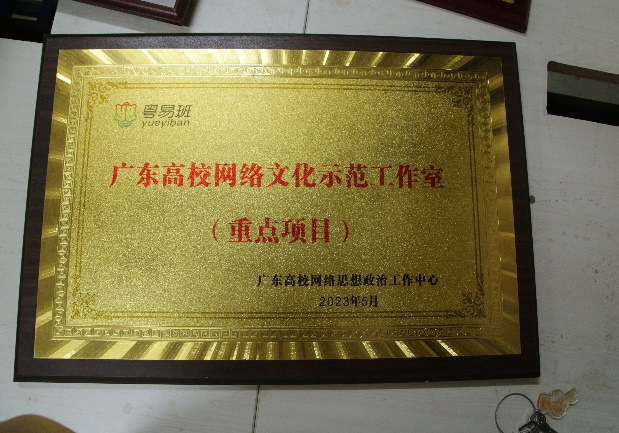 粤易班
yueyiban
广东高校网络文化示范工作室
（重点项目）
广东高校网络思想政治工作中心
2023年5月